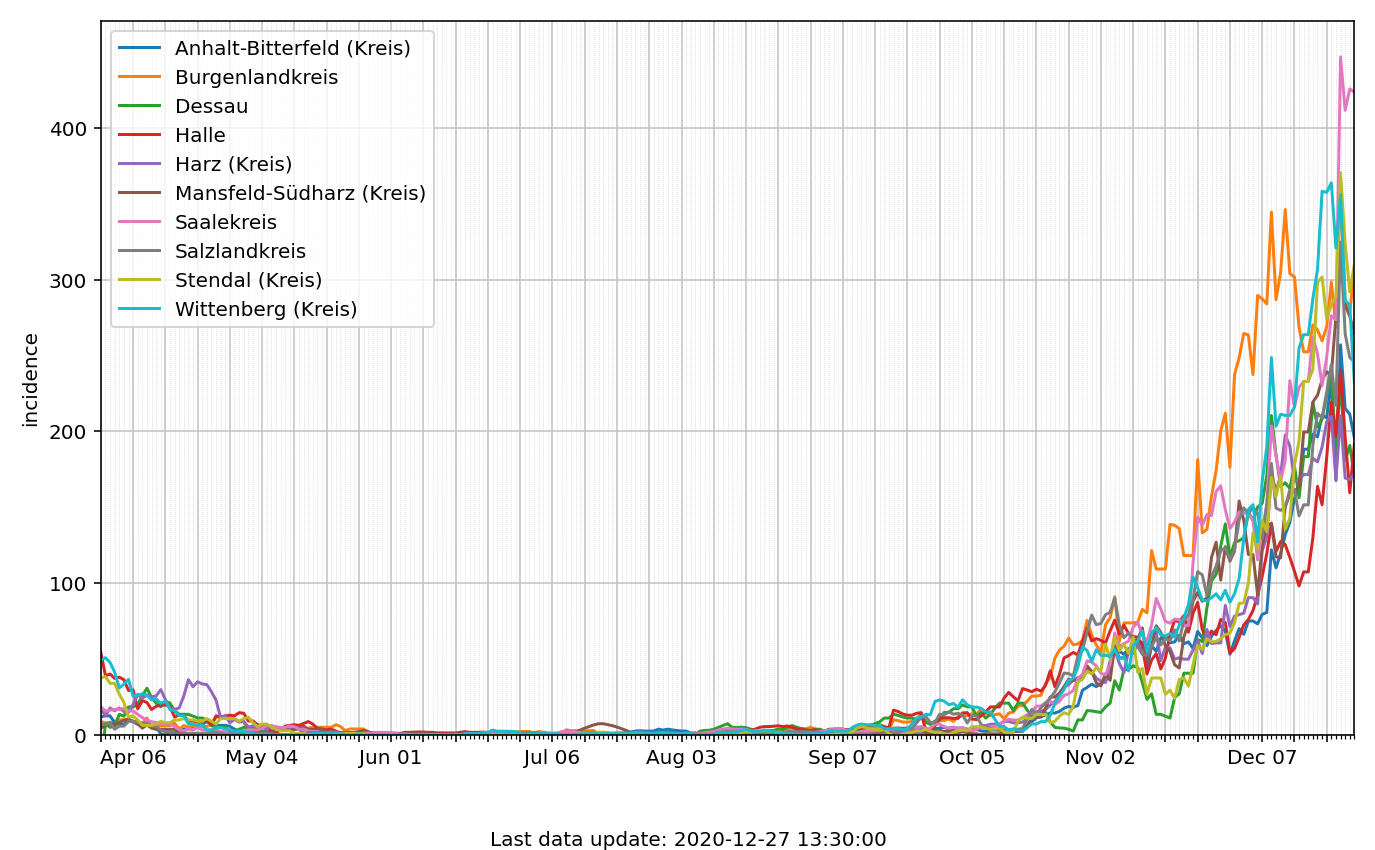 Anhalt-Bitterfeld (Kreis)
Burgenlandkreis
Dessau
Halle
Harz (Kreis)
Mansfeld-Südharz (Kreis)
Saalekreis
Salzlandkreis
Stendal (Kreis)
Wittenberg (Kreis)
incidence
400
300
200
100
0
Apr 06 May 04 Jun 01 Jul 06 Aug 03 Sep 07 Oct 05 Nov 02 Dec 07
Last data update: 2020-12-27 13:30:00